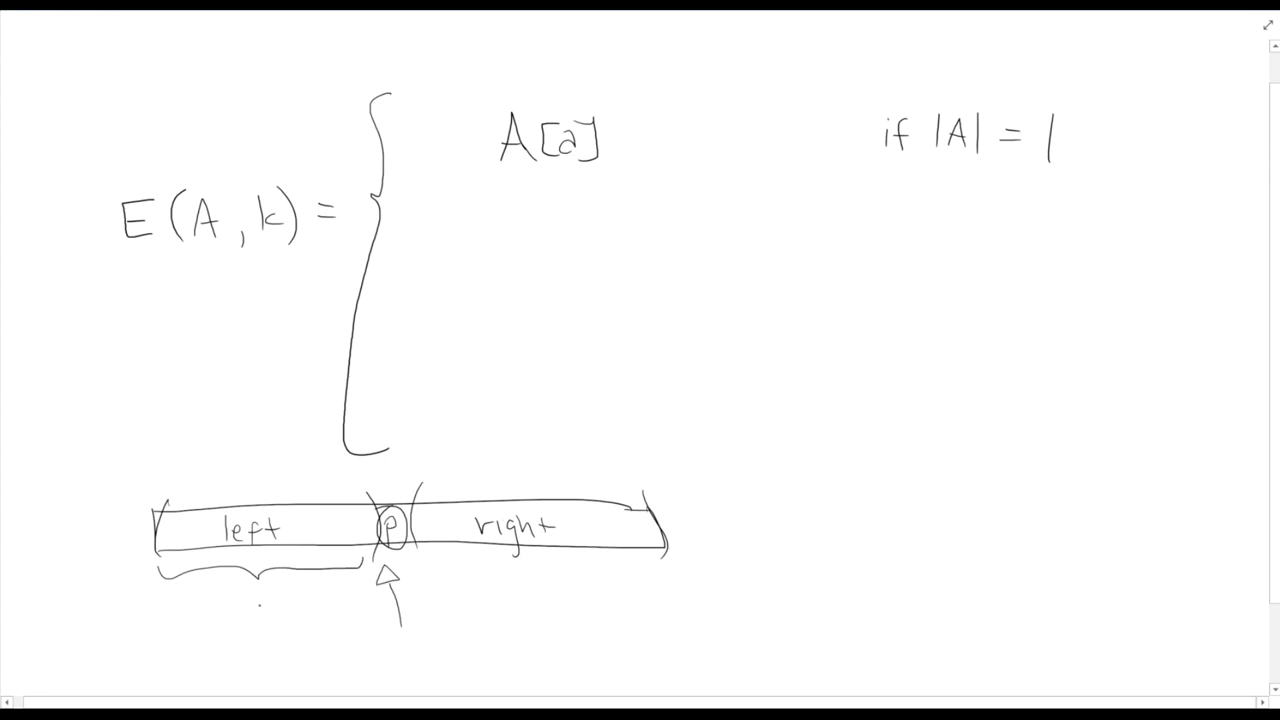 A[a] if |A| = 1
E(A, k) =
left p right